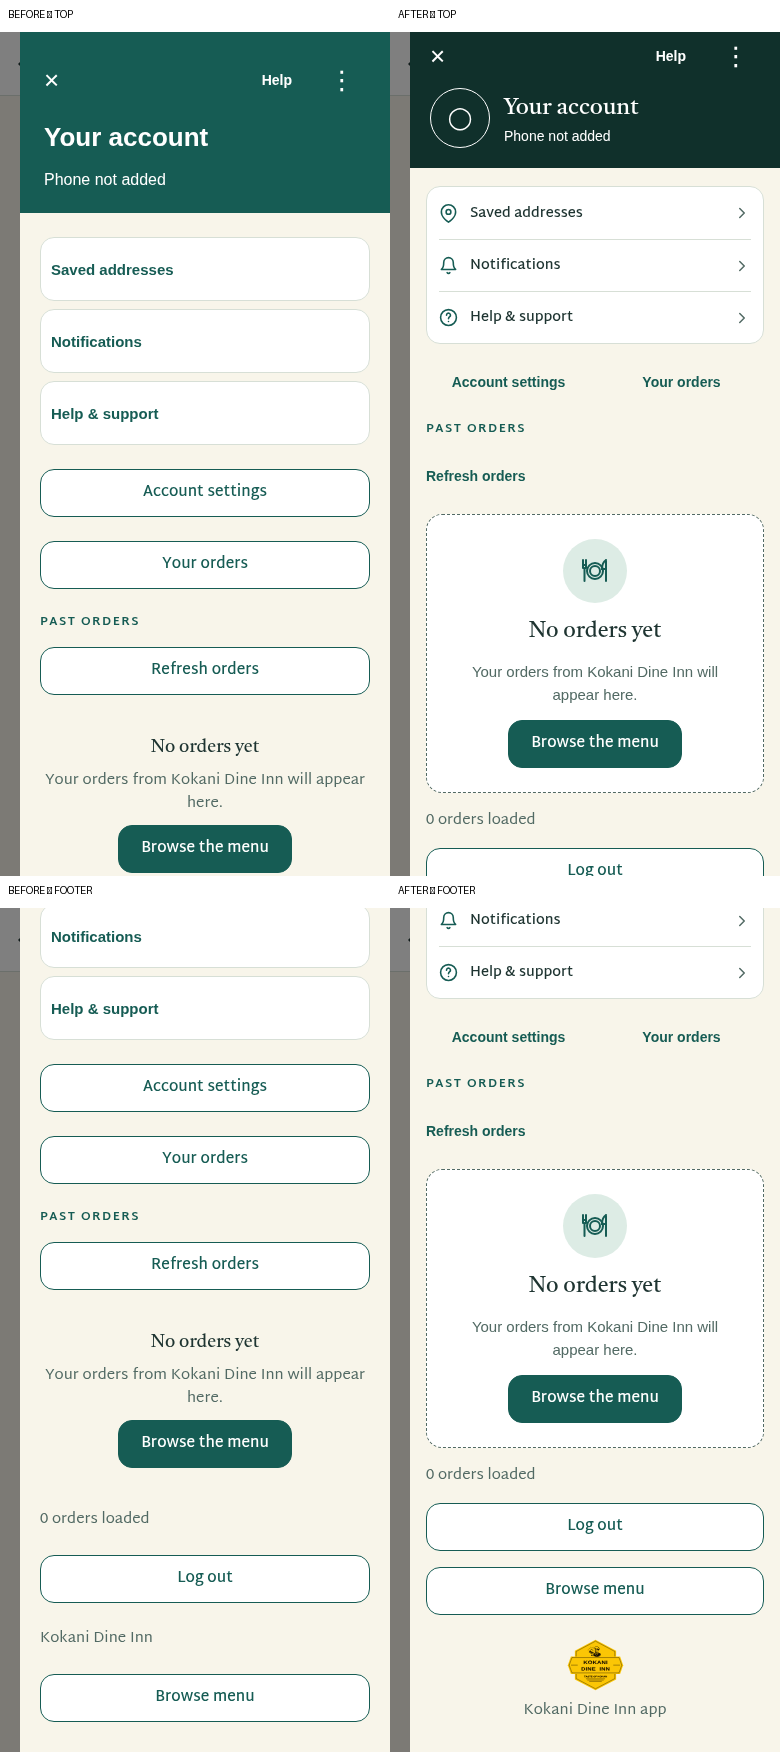 BEFORE TOP
Help
Your account
Phone not added
Saved addresses
Notifications
Help & support
Account settings
Your orders
PAST ORDERS
Refresh orders
No orders yet
Your orders from Kokani Dine Inn will appear
here.
Browse the menu
AFTER TOP
Help
Your account
Phone not added
Saved addresses
Notifications
Help & support
Account settings
Your orders
PAST ORDERS
Refresh orders
No orders yet
Your orders from Kokani Dine Inn will
appear here.
Browse the menu
0 orders loaded
Log out
BEFORE FOOTER
Notifications
Help & support
Account settings
Your orders
PAST ORDERS
Refresh orders
No orders yet
Your orders from Kokani Dine Inn will appear
here.
Browse the menu
0 orders loaded
Log out
Kokani Dine Inn
Browse menu
AFTER FOOTER
Notifications
Help & support
Account settings
Your orders
PAST ORDERS
Refresh orders
No orders yet
Your orders from Kokani Dine Inn will
appear here.
Browse the menu
0 orders loaded
Log out
Browse menu
KOKANI
DINE INN
Kokani Dine Inn app